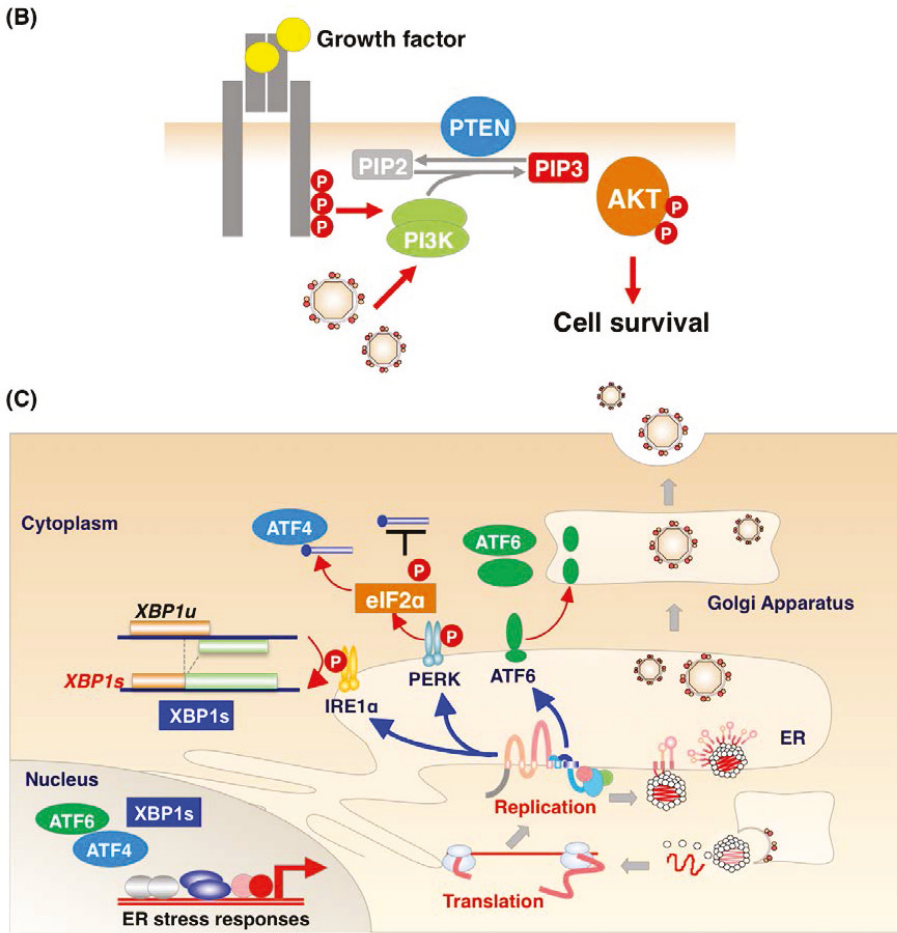 (B)
Growth factor
PTEN
PIP2
PIP3
P
P
P
PI3K
AKT
P
P
Cell survival
(C)
Cytoplasm
ATF4
P
eIF2α
ATF6
Golgi Apparatus
XBP1u
XBP1s
XBP1s
P
IRE1α
P
PERK
ATF6
ER
Nucleus
ATF6
XBP1s
ATF4
ER stress responses
Replication
Translation